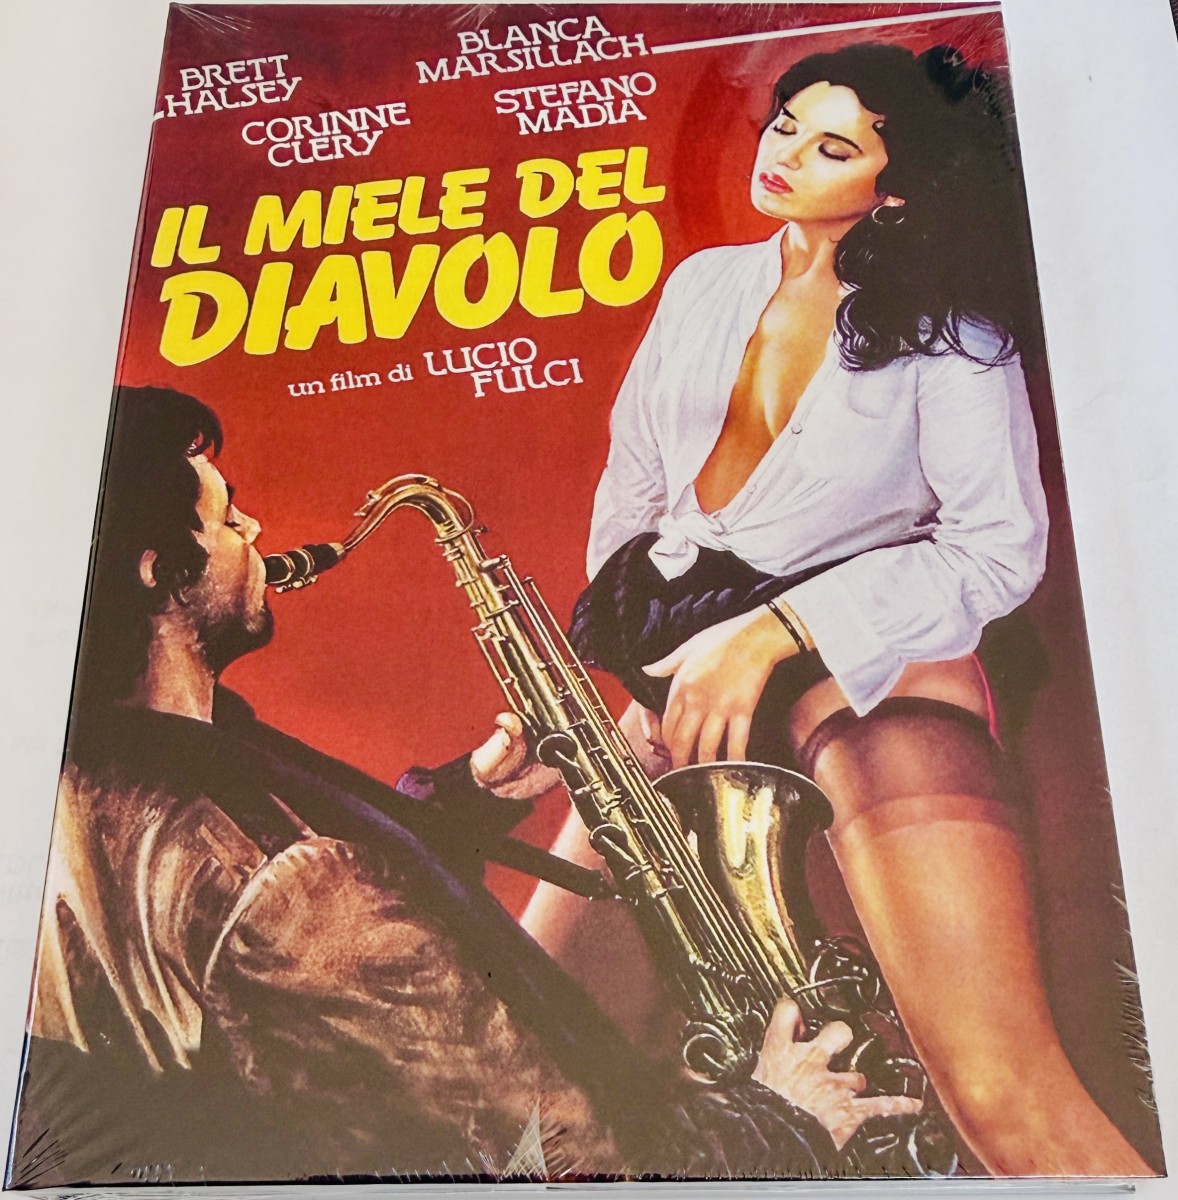 BRETT
HALSEY
BLANCA
MARSILLACH
CORINNE
CLERY
STEFANO
MADIA
IL MIELE DEL
DIAVOLO
un film di LUCIO
FULCI